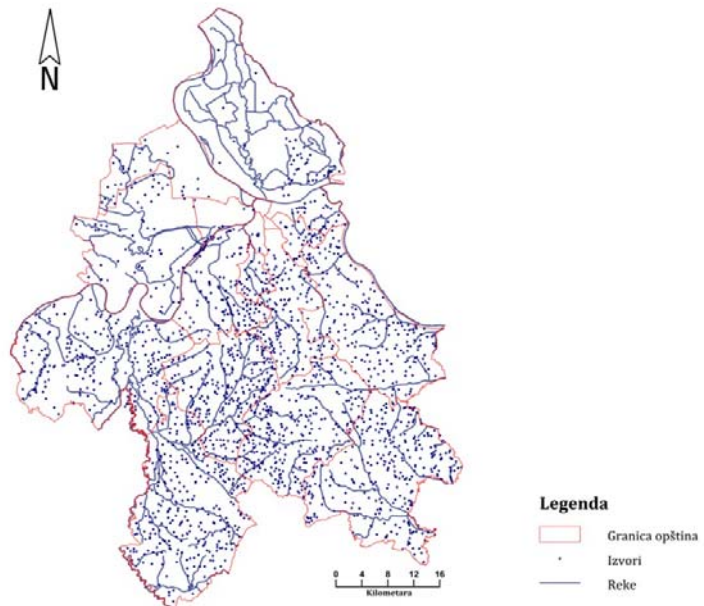 N
Legenda
Granica opština
Izvori
Reke
0 4 8 12 16
Kilometara